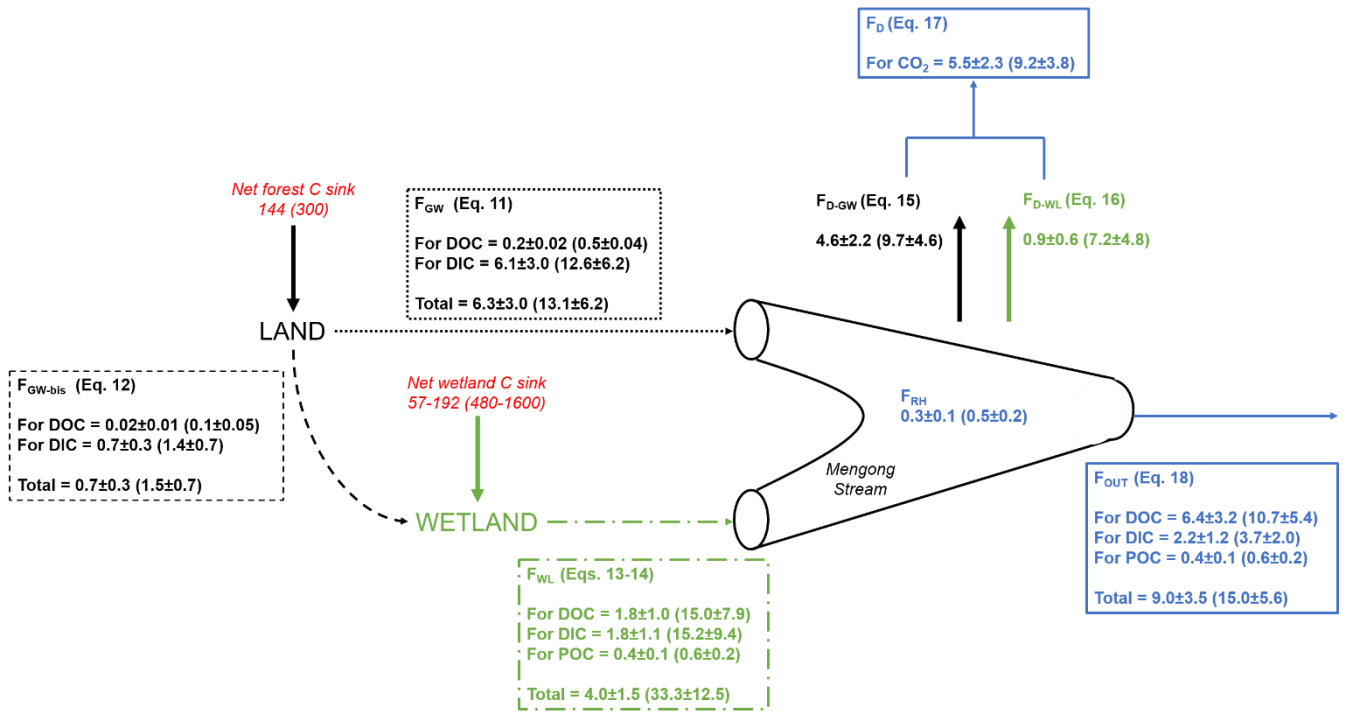 F_D (Eq. 17)
For CO₂ = 5.5±2.3 (9.2±3.8)
Net forest C sink
144 (300)
F_GW (Eq. 11)
For DOC = 0.2±0.02 (0.5±0.04)
For DIC = 6.1±3.0 (12.6±6.2)
Total = 6.3±3.0 (13.1±6.2)
F_D-GW (Eq. 15)
4.6±2.2 (9.7±4.6)
F_D-WL (Eq. 16)
0.9±0.6 (7.2±4.8)
LAND
F_GW-bis (Eq. 12)
For DOC = 0.02±0.01 (0.1±0.05)
For DIC = 0.7±0.3 (1.4±0.7)
Total = 0.7±0.3 (1.5±0.7)
Net wetland C sink
57-192 (480-1600)
F_RH
0.3±0.1 (0.5±0.2)
Mengong
Stream
WETLAND
F_WL (Eqs. 13-14)
For DOC = 1.8±1.0 (15.0±7.9)
For DIC = 1.8±1.1 (15.2±9.4)
For POC = 0.4±0.1 (0.6±0.2)
Total = 4.0±1.5 (33.3±12.5)
F_OUT (Eq. 18)
For DOC = 6.4±3.2 (10.7±5.4)
For DIC = 2.2±1.2 (3.7±2.0)
For POC = 0.4±0.1 (0.6±0.2)
Total = 9.0±3.5 (15.0±5.6)